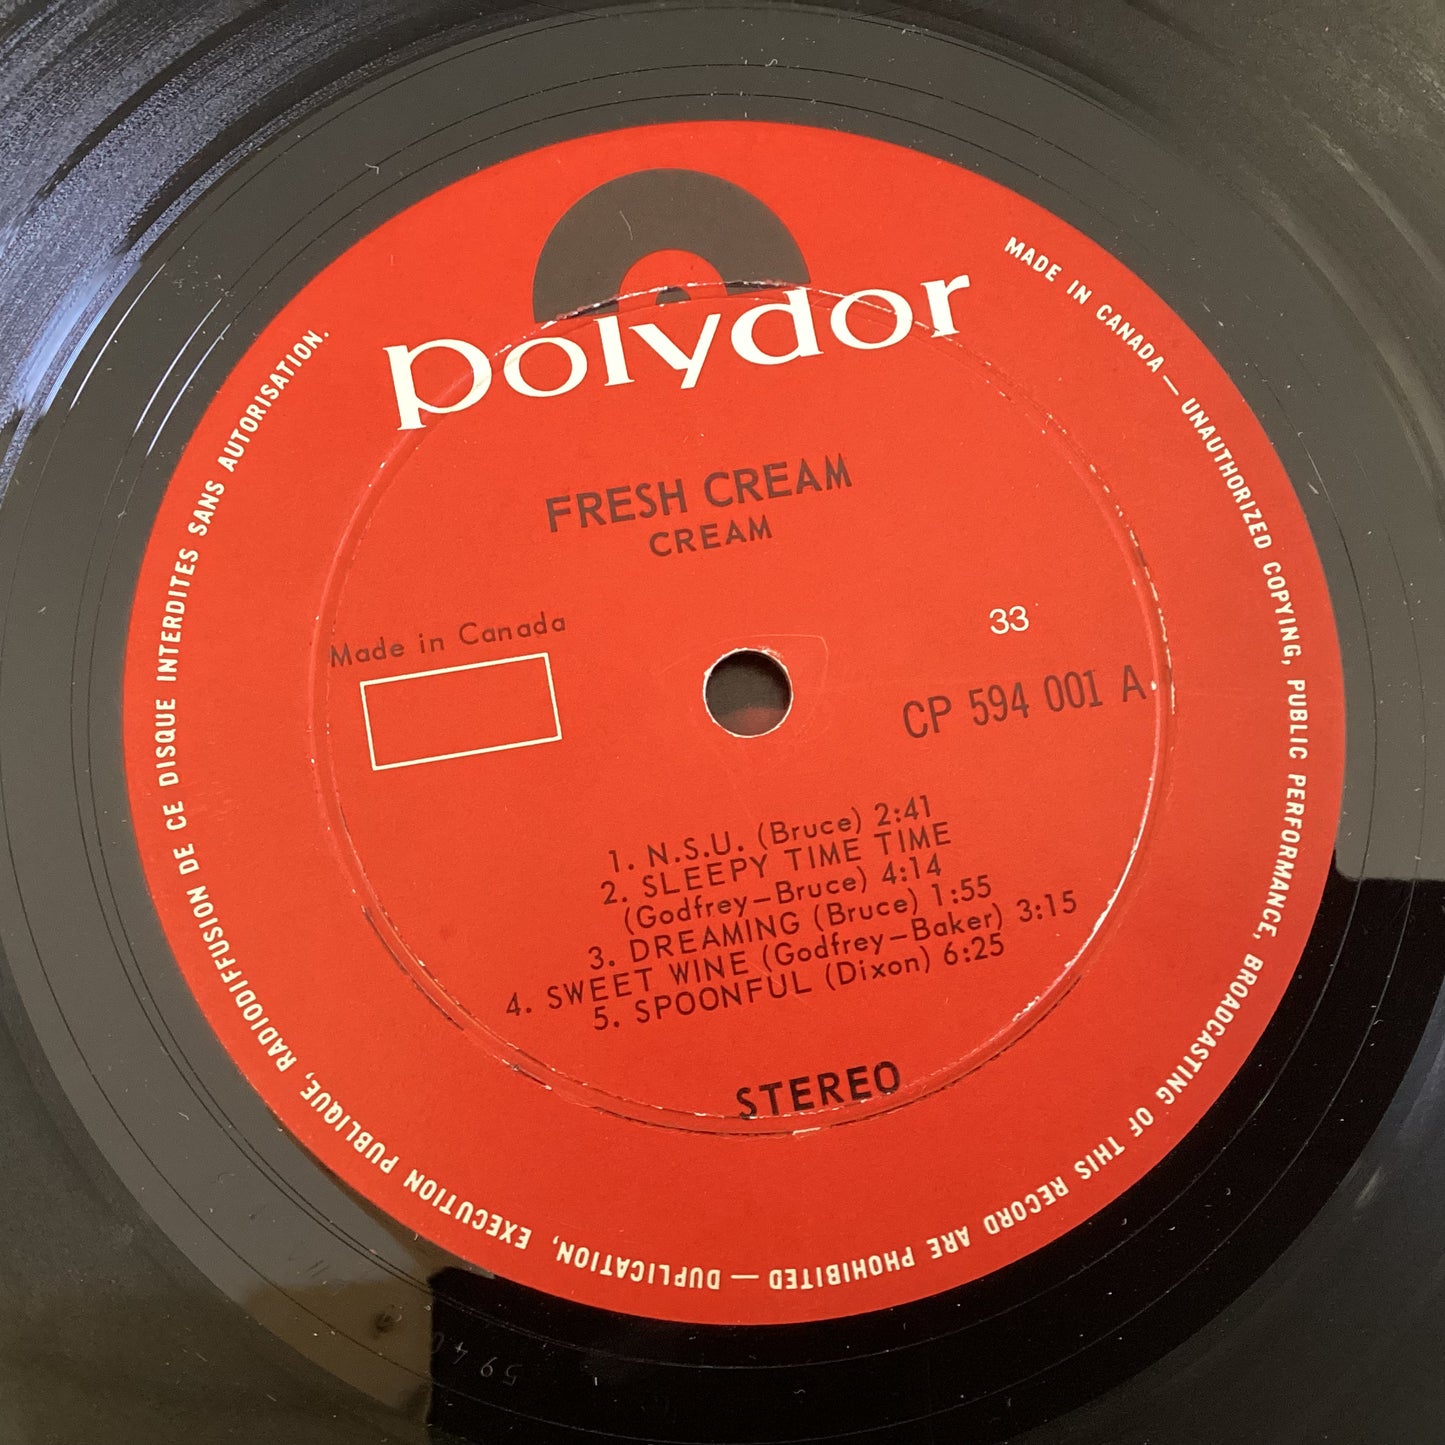 polydor
FRESH CREAM
CREAM
Made in Canada
33
CP 594 001 A
1. N.S.U. (Bruce) 2:41
2. SLEEPY TIME TIME
(Godfrey–Bruce) 4:14
3. DREAMING (Bruce) 1:55
4. SWEET WINE (Godfrey–Baker) 3:15
5. SPOONFUL (Dixon) 6:25
STEREO
MADE IN CANADA — UNAUTHORIZED COPYING, PUBLIC PERFORMANCE, BROADCASTING OF THIS RECORD ARE PHOHIBITED — DUPLICATION, EXECUTION PUBLIQUE, RADIODIFFUSION DE CE DISQUE INTERDITES SANS AUTORISATION.